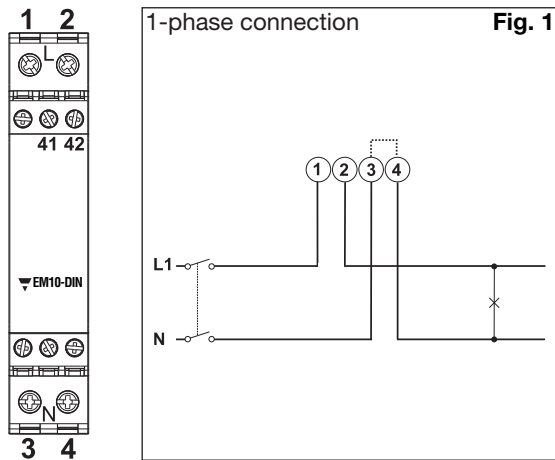 1 2
L
41 42
EM10-DIN
N
3 4
1-phase connection Fig. 1
1 2 3 4
L1
N